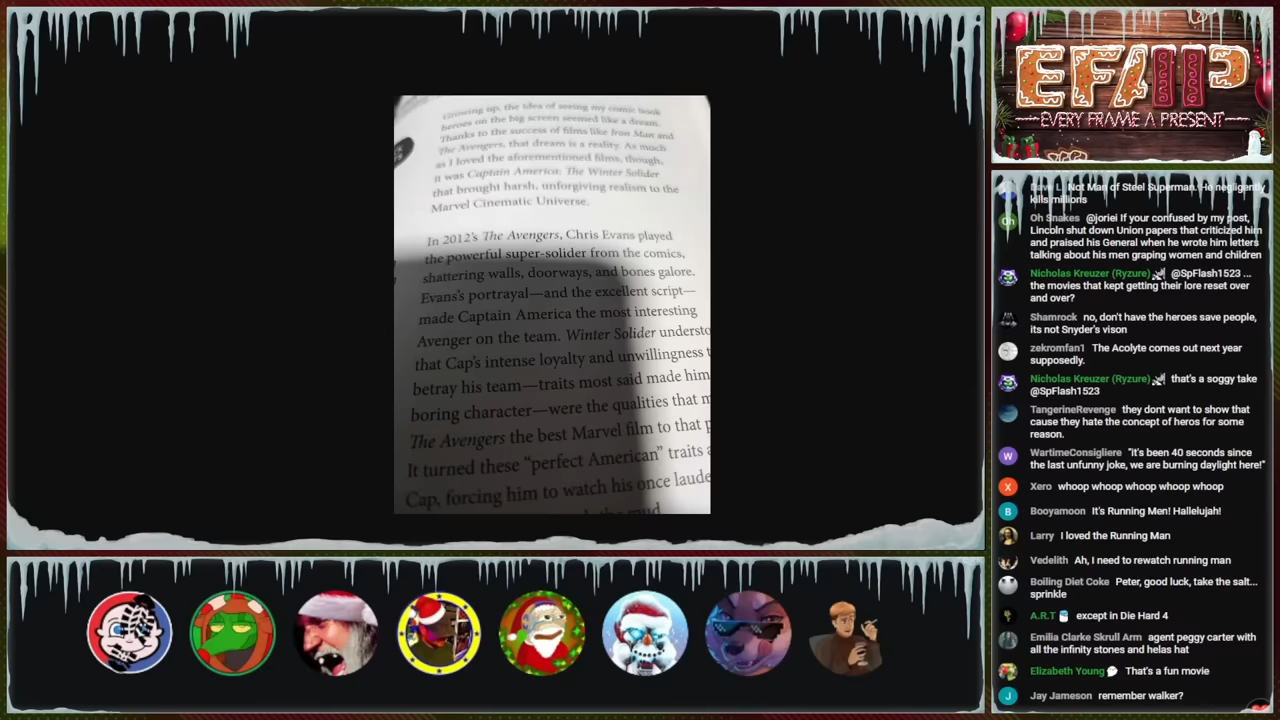 Growing up, the idea of seeing my comic book
heroes on the big screen seemed like a dream.
Thanks to the success of films like Iron Man and
The Avengers, that dream is a reality. As much
as I loved the aforementioned films, though,
it was Captain America: The Winter Solider
that brought harsh, unforgiving realism to the
Marvel Cinematic Universe.
In 2012's The Avengers, Chris Evans played
the powerful super-solider from the comics,
shattering walls, doorways, and bones galore.
Evans's portrayal—and the excellent script—
made Captain America the most interesting
Avenger on the team. Winter Solider understo
that Cap's intense loyalty and unwillingness t
betray his team—traits most said made him
boring character—were the qualities that m
The Avengers the best Marvel film to that p
It turned these "perfect American" traits a
Cap, forcing him to watch his once laude
the mud
EFAP
EVERY FRAME A PRESENT
Dave L. Not Man of Steel Superman. He negligently
kills millions
Oh Snakes @joriei If your confused by my post,
Lincoln shut down Union papers that criticized him
and praised his General when he wrote him letters
talking about his men graping women and children
Nicholas Kreuzer (Ryzure) @SpFlash1523 ...
the movies that kept getting their lore reset over
and over?
Shamrock no, don't have the heroes save people,
its not Snyder's vison
zekromfan1 The Acolyte comes out next year
supposedly.
Nicholas Kreuzer (Ryzure) that's a soggy take
@SpFlash1523
TangerineRevenge they dont want to show that
cause they hate the concept of heros for some
reason.
W
WartimeConsigliere "it's been 40 seconds since
the last unfunny joke, we are burning daylight here!"
X
Xero whoop whoop whoop whoop whoop
B
Booyamoon It's Running Men! Hallelujah!
Larry I loved the Running Man
Vedelith Ah, I need to rewatch running man
Boiling Diet Coke Peter, good luck, take the salt...
sprinkle
A.R.T except in Die Hard 4
Emilia Clarke Skrull Arm agent peggy carter with
all the infinity stones and helas hat
Elizabeth Young That's a fun movie
J
Jay Jameson remember walker?